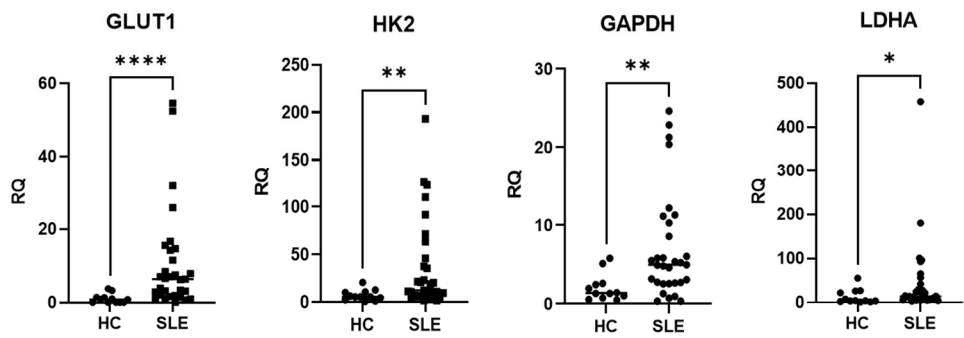 GLUT1
****
60
40
20
0
RQ
HC SLE
HK2
**
250
200
150
100
50
0
RQ
HC SLE
GAPDH
**
30
20
10
0
RQ
HC SLE
LDHA
*
500
400
300
200
100
0
RQ
HC SLE